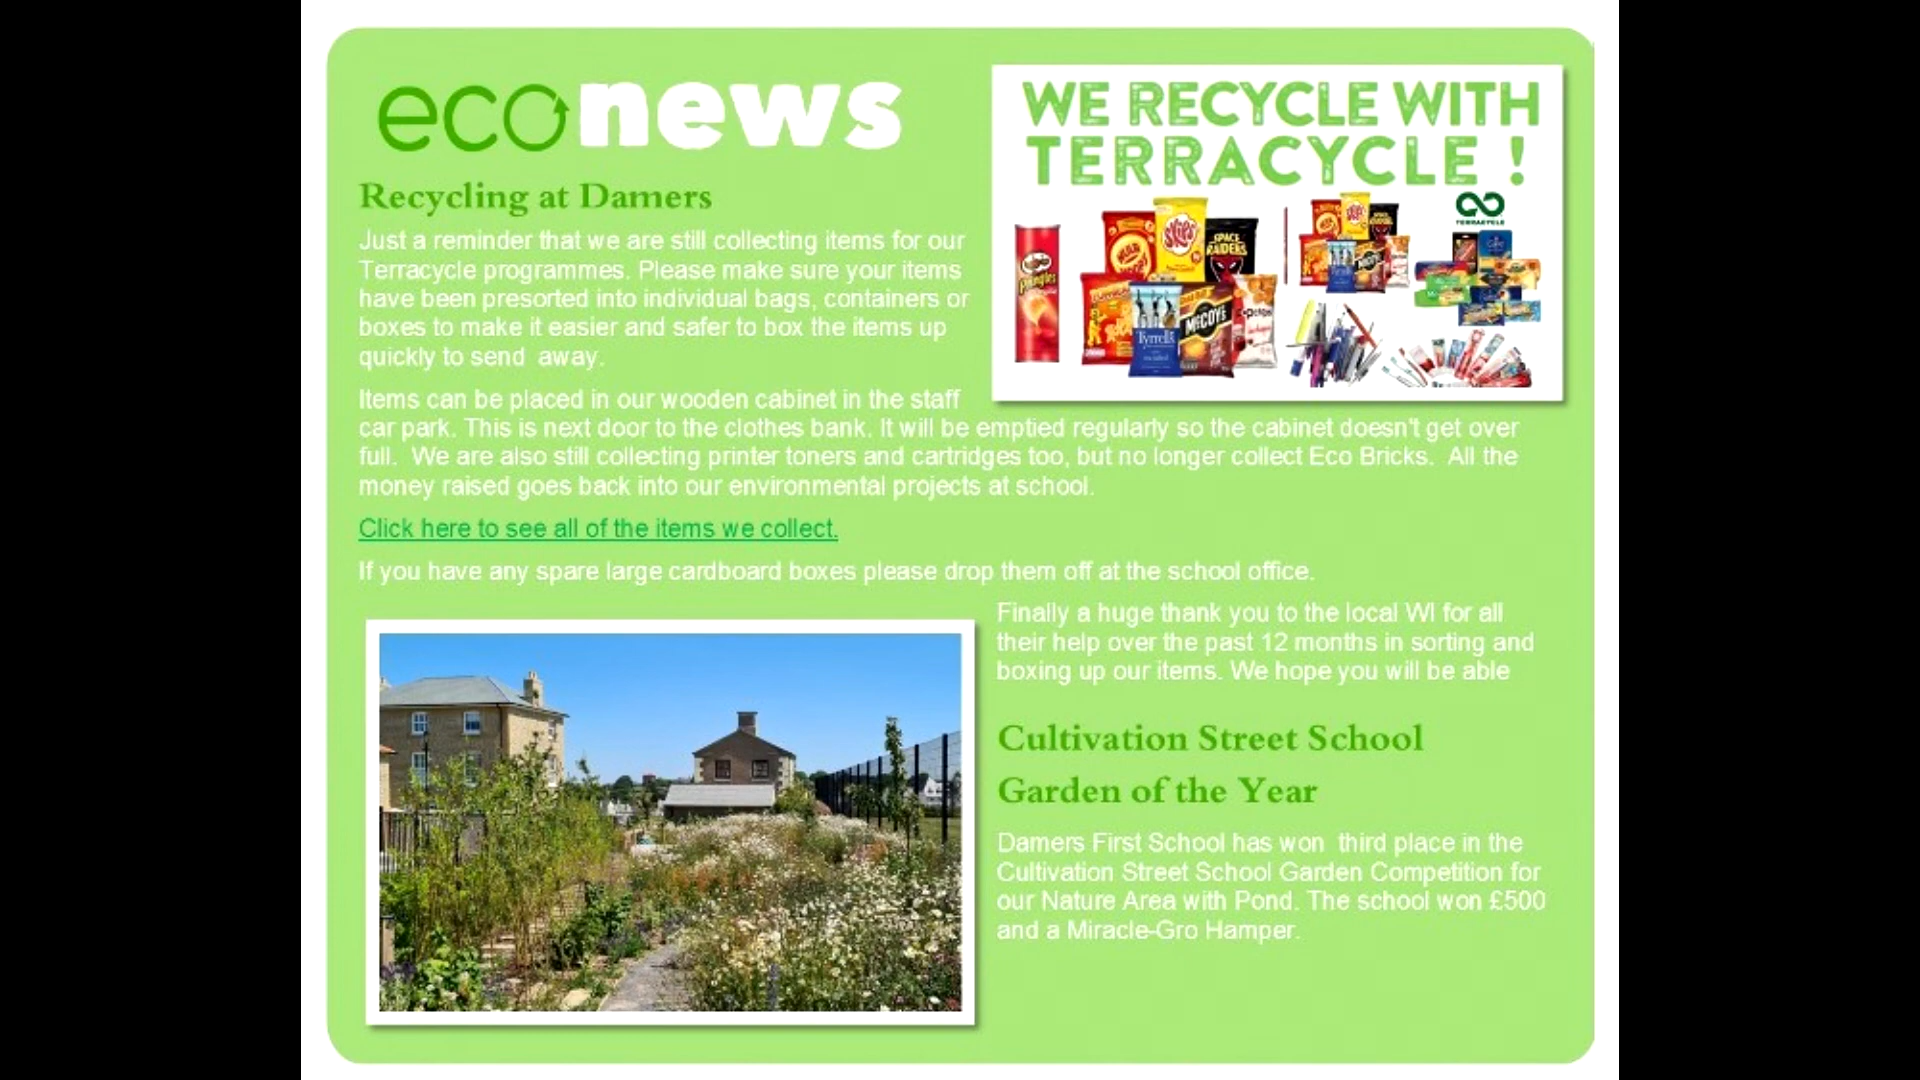 econews
WE RECYCLE WITH
TERRACYCLE !
Recycling at Damers
Just a reminder that we are still collecting items for our
Terracycle programmes. Please make sure your items
have been presorted into individual bags, containers or
boxes to make it easier and safer to box the items up
quickly to send  away.
Pringles
SKIPS
SPACE RAIDERS
Tyrrells
McCOY'S
TERRACYCLE
Items can be placed in our wooden cabinet in the staff
car park. This is next door to the clothes bank. It will be emptied regularly so the cabinet doesn't get over
full.  We are also still collecting printer toners and cartridges too, but no longer collect Eco Bricks.  All the
money raised goes back into our environmental projects at school.
Click here to see all of the items we collect.
If you have any spare large cardboard boxes please drop them off at the school office.
Finally a huge thank you to the local WI for all
their help over the past 12 months in sorting and
boxing up our items. We hope you will be able
Cultivation Street School
Garden of the Year
Damers First School has won  third place in the
Cultivation Street School Garden Competition for
our Nature Area with Pond. The school won £500
and a Miracle-Gro Hamper.